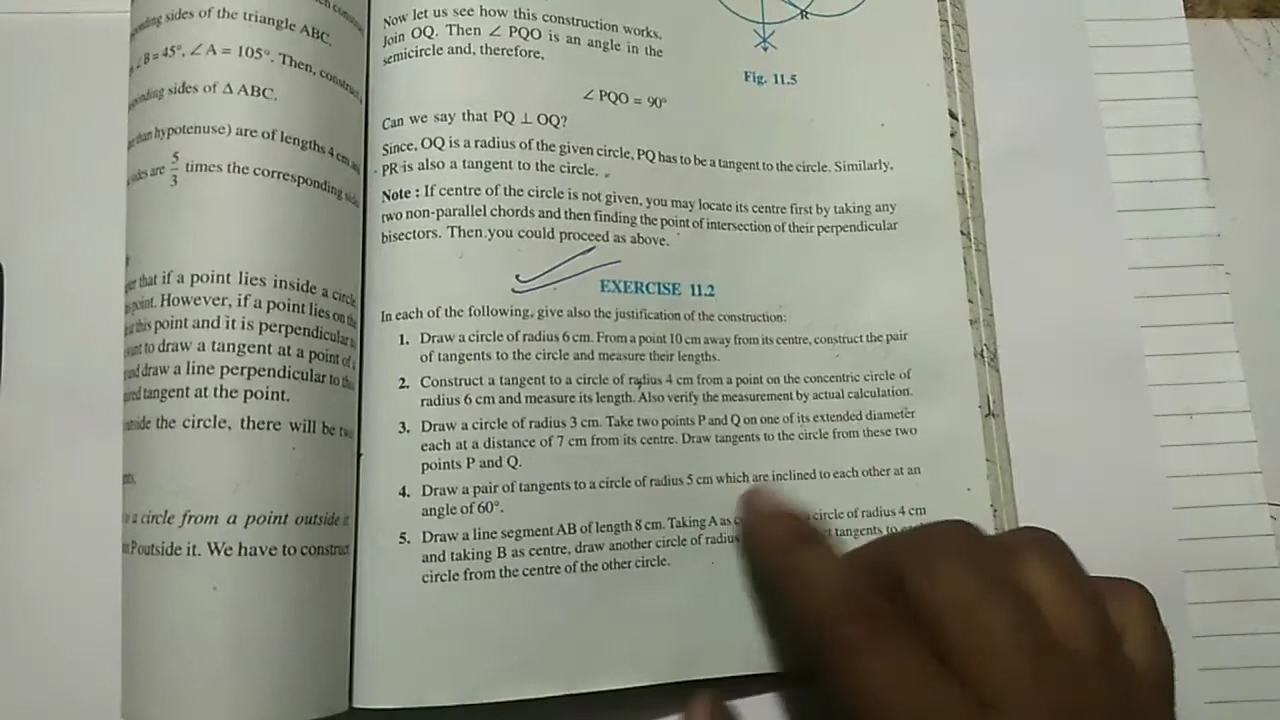 onding sides of the triangle ABC.
∠B = 45°, ∠A = 105°. Then, construct
ponding sides of Δ ABC.
than hypotenuse) are of lengths 4 cm
sides are 5/3 times the corresponding
that if a point lies inside a circle
point. However, if a point lies on
this point and it is perpendicular
to draw a tangent at a point of
draw a line perpendicular to
tangent at the point.
the circle, there will be
a circle from a point outside it
P outside it. We have to construct
Now let us see how this construction works.
Join OQ. Then ∠ PQO is an angle in the
semicircle and, therefore,
∠ PQO = 90°
Can we say that PQ ⊥ OQ?
Since, OQ is a radius of the given circle, PQ has to be a tangent to the circle. Similarly,
PR is also a tangent to the circle.
Note : If centre of the circle is not given, you may locate its centre first by taking any
two non-parallel chords and then finding the point of intersection of their perpendicular
bisectors. Then you could proceed as above.
R
Fig. 11.5
EXERCISE 11.2
In each of the following, give also the justification of the construction:
1. Draw a circle of radius 6 cm. From a point 10 cm away from its centre, construct the pair
of tangents to the circle and measure their lengths.
2. Construct a tangent to a circle of radius 4 cm from a point on the concentric circle of
radius 6 cm and measure its length. Also verify the measurement by actual calculation.
3. Draw a circle of radius 3 cm. Take two points P and Q on one of its extended diameter
each at a distance of 7 cm from its centre. Draw tangents to the circle from these two
points P and Q.
4. Draw a pair of tangents to a circle of radius 5 cm which are inclined to each other at an
angle of 60°.
5. Draw a line segment AB of length 8 cm. Taking A as circle of radius 4 cm
and taking B as centre, draw another circle of radius tangents to
circle from the centre of the other circle.